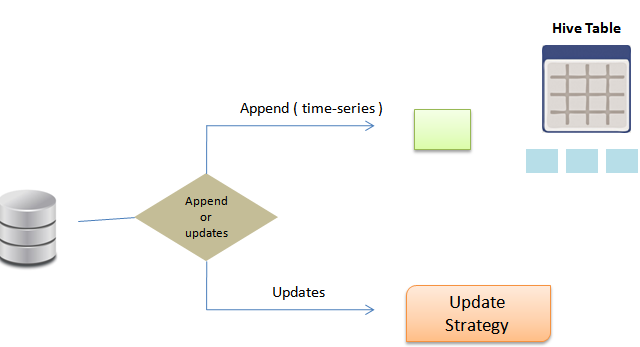 Hive Table
Append ( time-series )
Append
or
updates
Updates
Update
Strategy